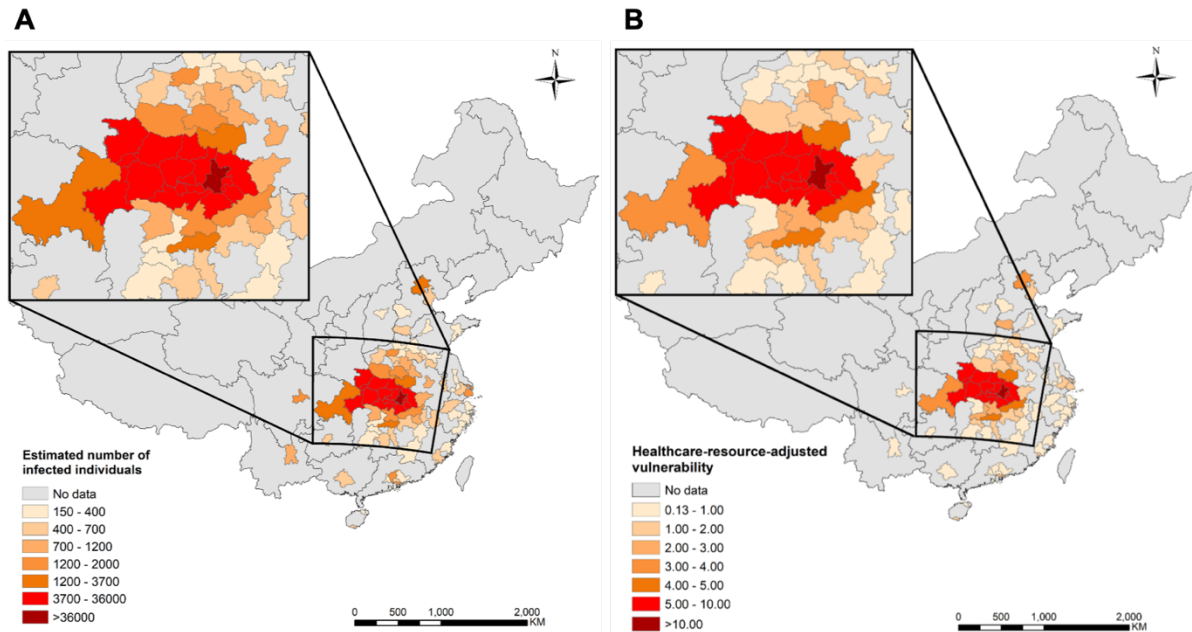 A
B
N
N
Estimated number of
infected individuals
No data
150 - 400
400 - 700
700 - 1200
1200 - 2000
1200 - 3700
3700 - 36000
>36000
0 500 1,000 2,000
KM
Healthcare-resource-adjusted
vulnerability
No data
0.13 - 1.00
1.00 - 2.00
2.00 - 3.00
3.00 - 4.00
4.00 - 5.00
5.00 - 10.00
>10.00
0 500 1,000 2,000
KM